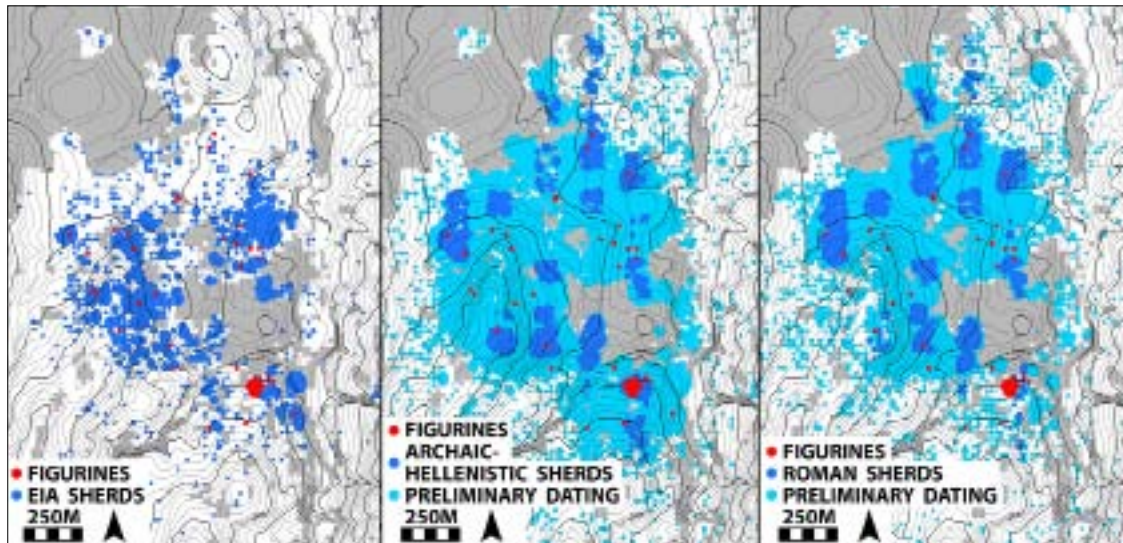 FIGURINES
EIA SHERDS
250M
FIGURINES
ARCHAIC-
HELLENISTIC SHERDS
PRELIMINARY DATING
250M
FIGURINES
ROMAN SHERDS
PRELIMINARY DATING
250M